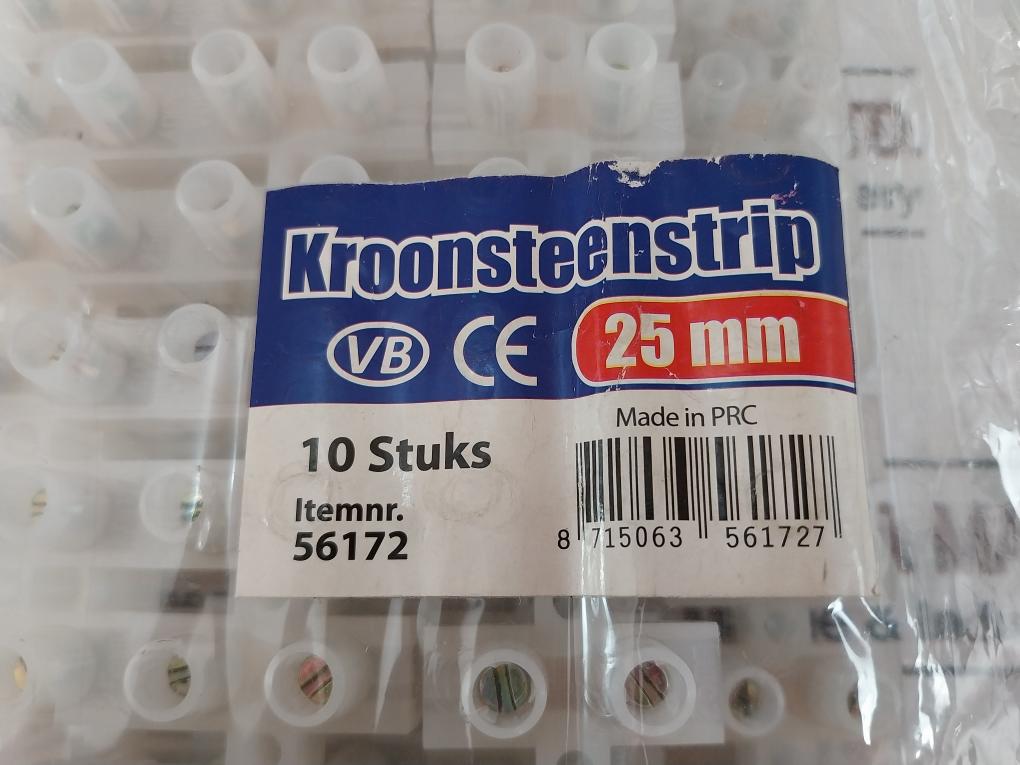 Kroonsteenstrip
VB CE 25 mm
Made in PRC
10 Stuks
Itemnr.
56172
8 715063 561727